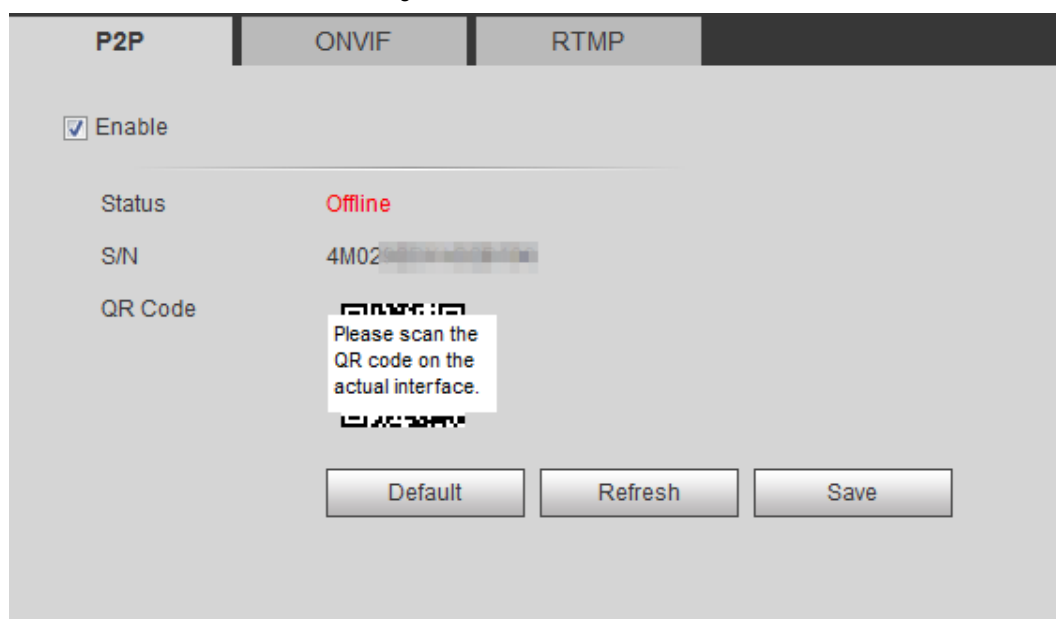 P2P ONVIF RTMP
Enable
Status Offline
S/N 4M02
QR Code
Please scan the
QR code on the
actual interface.
Default Refresh Save